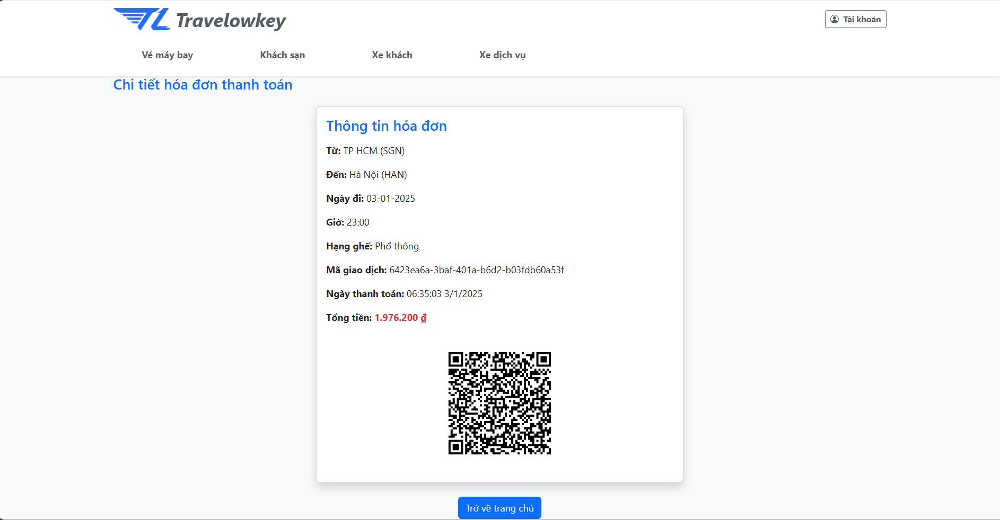 Travelowkey
Tài khoản
Vé máy bay Khách sạn Xe khách Xe dịch vụ
Chi tiết hóa đơn thanh toán
Thông tin hóa đơn
Từ: TP HCM (SGN)
Đến: Hà Nội (HAN)
Ngày đi: 03-01-2025
Giờ: 23:00
Hạng ghế: Phổ thông
Mã giao dịch: 6423ea6a-3baf-401a-b6d2-b03fdb60a53f
Ngày thanh toán: 06:35:03 3/1/2025
Tổng tiền: 1.976.200 ₫
Trở về trang chủ